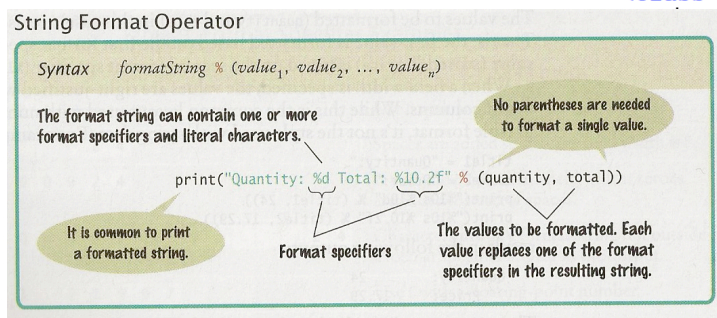 String Format Operator
Syntax formatString % (value₁, value₂, ..., valueₙ)
The format string can contain one or more
format specifiers and literal characters.
No parentheses are needed
to format a single value.
print("Quantity: %d Total: %10.2f" % (quantity, total))
It is common to print
a formatted string.
Format specifiers
The values to be formatted. Each
value replaces one of the format
specifiers in the resulting string.